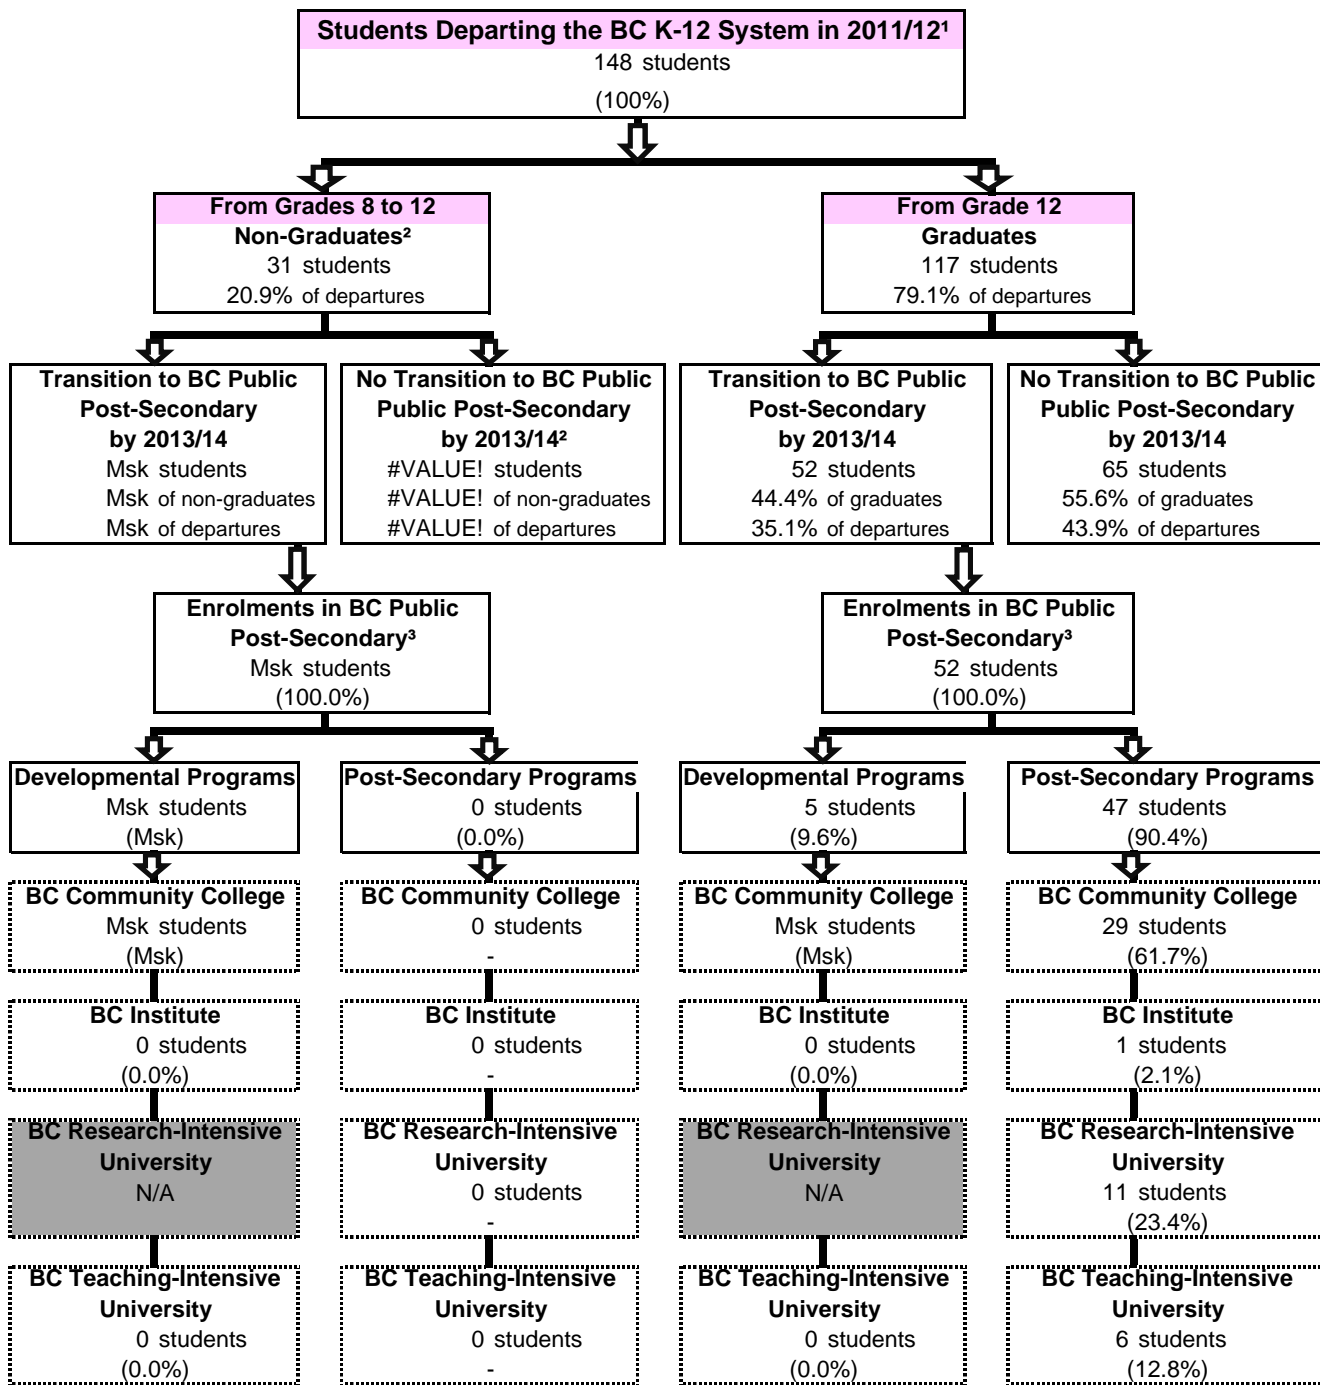 Students Departing the BC K-12 System in 2011/12¹
148 students
(100%)
From Grades 8 to 12
Non-Graduates²
31 students
20.9% of departures
From Grade 12
Graduates
117 students
79.1% of departures
Transition to BC Public
Post-Secondary
by 2013/14
Msk students
Msk of non-graduates
Msk of departures
No Transition to BC Public
Public Post-Secondary
by 2013/14²
#VALUE! students
#VALUE! of non-graduates
#VALUE! of departures
Transition to BC Public
Post-Secondary
by 2013/14
52 students
44.4% of graduates
35.1% of departures
No Transition to BC Public
Public Post-Secondary
by 2013/14
65 students
55.6% of graduates
43.9% of departures
Enrolments in BC Public
Post-Secondary³
Msk students
(100.0%)
Enrolments in BC Public
Post-Secondary³
52 students
(100.0%)
Developmental Programs
Msk students
(Msk)
Post-Secondary Programs
0 students
(0.0%)
Developmental Programs
5 students
(9.6%)
Post-Secondary Programs
47 students
(90.4%)
BC Community College
Msk students
(Msk)
BC Community College
0 students
-
BC Community College
Msk students
(Msk)
BC Community College
29 students
(61.7%)
BC Institute
0 students
(0.0%)
BC Institute
0 students
-
BC Institute
0 students
(0.0%)
BC Institute
1 students
(2.1%)
BC Research-Intensive
University
N/A
BC Research-Intensive
University
0 students
-
BC Research-Intensive
University
N/A
BC Research-Intensive
University
11 students
(23.4%)
BC Teaching-Intensive
University
0 students
(0.0%)
BC Teaching-Intensive
University
0 students
-
BC Teaching-Intensive
University
0 students
(0.0%)
BC Teaching-Intensive
University
6 students
(12.8%)